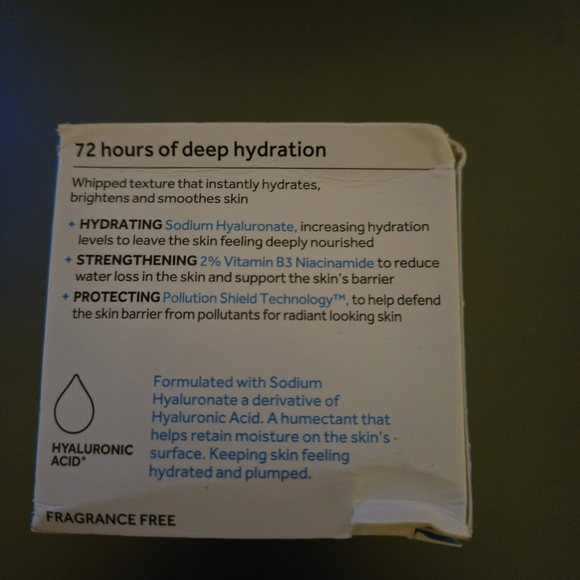 72 hours of deep hydration
Whipped texture that instantly hydrates,
brightens and smoothes skin
+ HYDRATING Sodium Hyaluronate, increasing hydration
levels to leave the skin feeling deeply nourished
+ STRENGTHENING 2% Vitamin B3 Niacinamide to reduce
water loss in the skin and support the skin's barrier
+ PROTECTING Pollution Shield Technology™, to help defend
the skin barrier from pollutants for radiant looking skin
HYALURONIC
ACID*
Formulated with Sodium
Hyaluronate a derivative of
Hyaluronic Acid. A humectant that
helps retain moisture on the skin's
surface. Keeping skin feeling
hydrated and plumped.
FRAGRANCE FREE